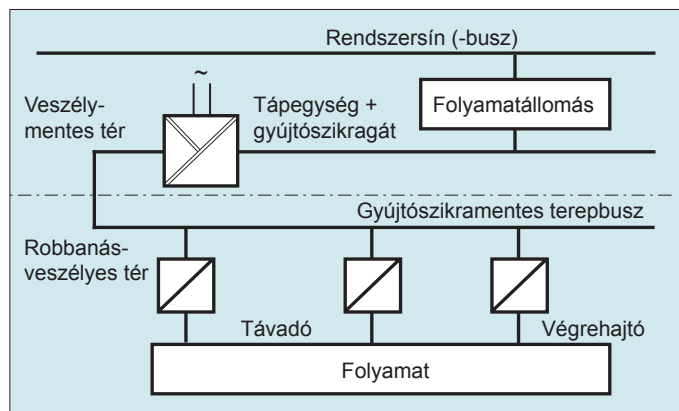 Rendszersín (-busz)
~
Veszély-
mentes tér
Tápegység +
gyújtószikragát
Folyamatállomás
Gyújtószikramentes terepbusz
Robbanás-
veszélyes tér
Távadó
Végrehajtó
Folyamat